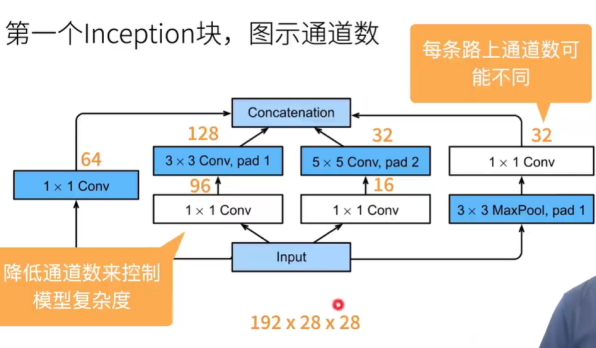 第一个Inception块，图示通道数
每条路上通道数可
能不同
Concatenation
128
32
32
64
3 × 3 Conv, pad 1
5 × 5 Conv, pad 2
1 × 1 Conv
1 × 1 Conv
96
16
1 × 1 Conv
1 × 1 Conv
3 × 3 MaxPool, pad 1
Input
降低通道数来控制
模型复杂度
192 x 28 x 28